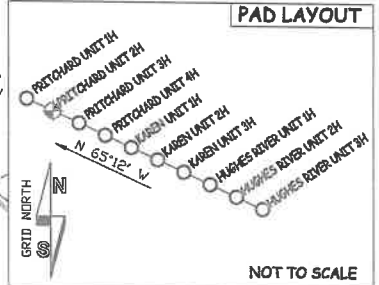 PAD LAYOUT
PRITCHARD UNIT 1H
PRITCHARD UNIT 2H
PRITCHARD UNIT 3H
PRITCHARD UNIT 4H
KAREN UNIT 1H
KAREN UNIT 2H
KAREN UNIT 3H
HUGHES RIVER UNIT 1H
HUGHES RIVER UNIT 2H
HUGHES RIVER UNIT 3H
N 65°12' W
GRID NORTH
N
S
NOT TO SCALE